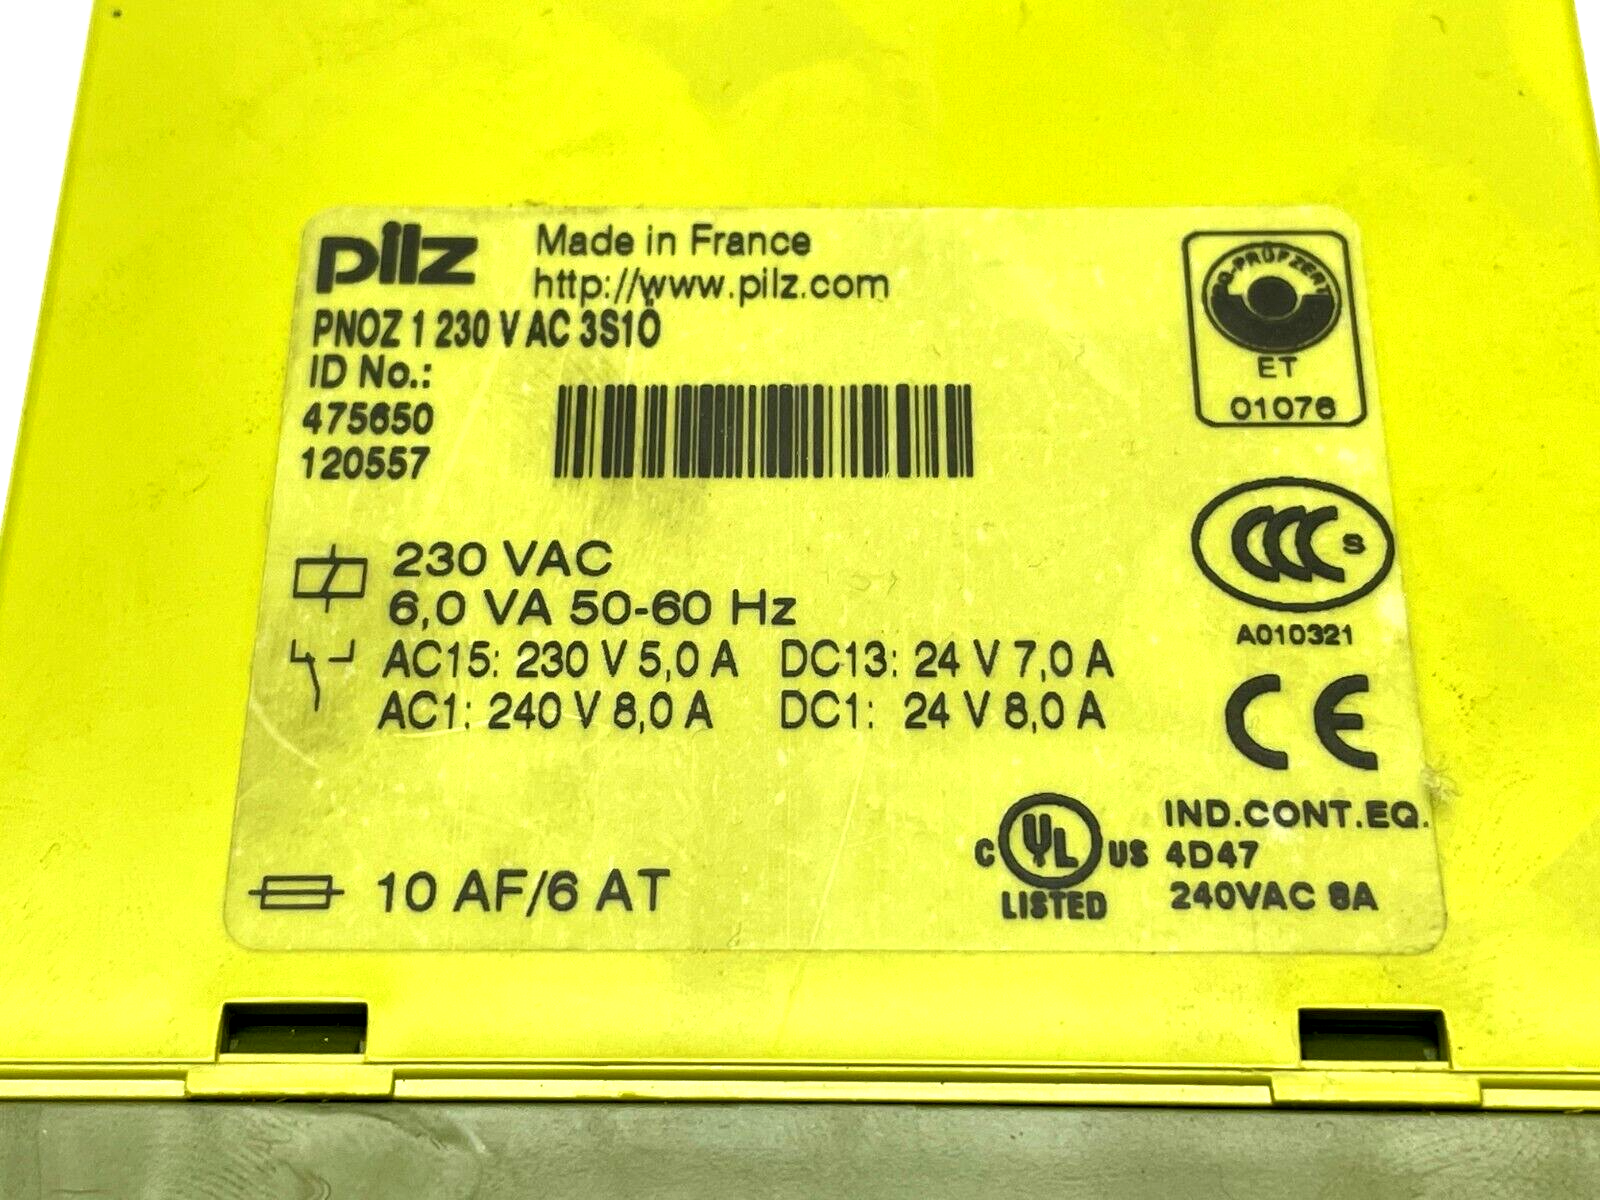 pilz
Made in France
http://www.pilz.com
PNOZ 1 230 V AC 3S1Ö
ID No.:
475650
120557
230 VAC
6,0 VA 50-60 Hz
AC15: 230 V 5,0 A DC13: 24 V 7,0 A
AC1: 240 V 8,0 A DC1: 24 V 8,0 A
10 AF/6 AT
ET
01076
CCC S
A010321
CE
C UL US
LISTED
IND.CONT.EQ.
4D47
240VAC 8A